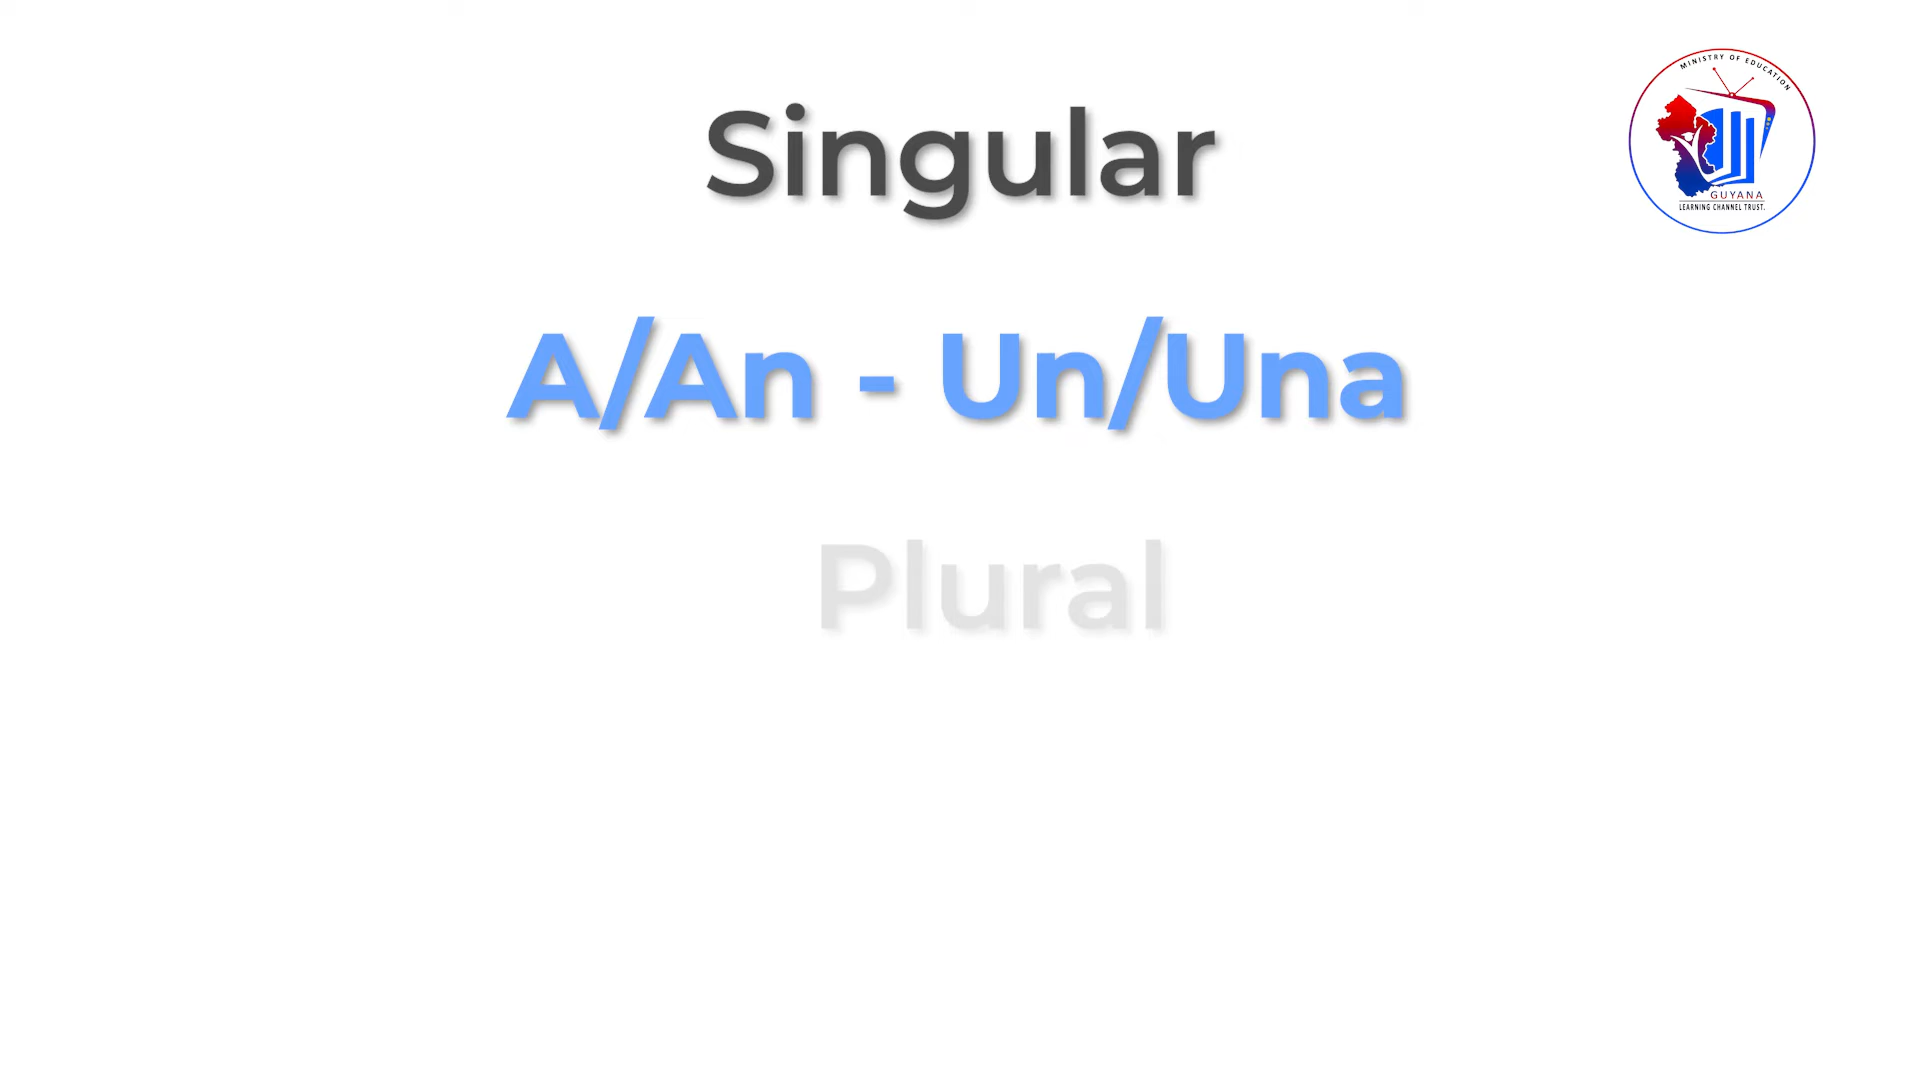 MINISTRY OF EDUCATION
GUYANA
LEARNING CHANNEL TRUST.
Singular
A/An - Un/Una
Plural